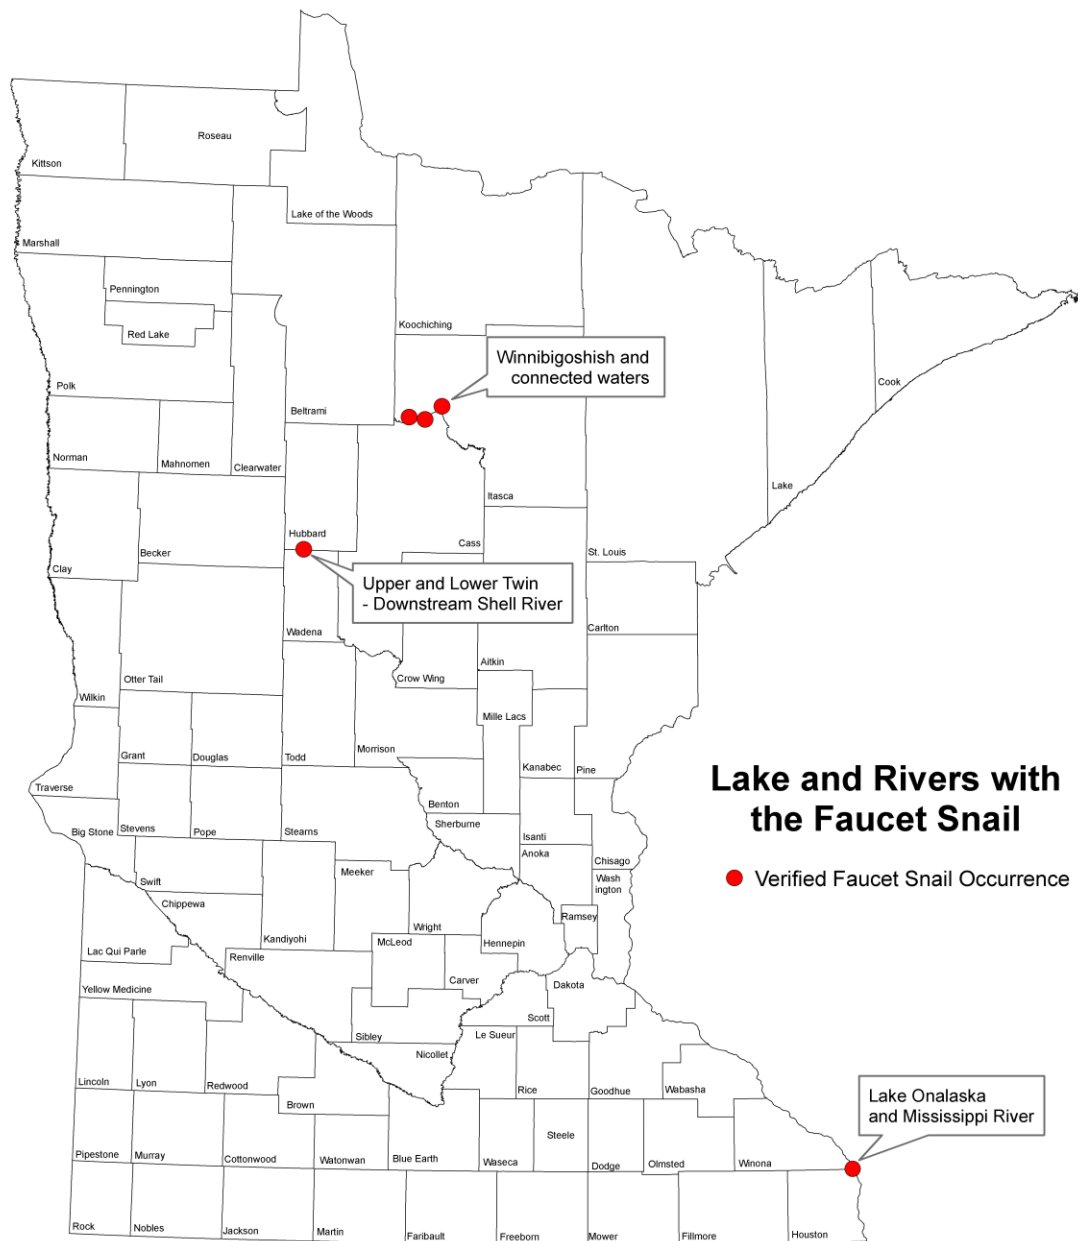 Roseau
Kittson
Lake of the Woods
Marshall
Pennington
Koochiching
Red Lake
Winnibigoshish and
connected waters
Polk
Cook
Beltrami
Norman
Mahnomen
Clearwater
Lake
Itasca
Hubbard
Cass
Becker
St. Louis
Clay
Upper and Lower Twin
- Downstream Shell River
Wadena
Carlton
Aitkin
Otter Tail
Crow Wing
Wilkin
Mille Lacs
Morrison
Grant
Douglas
Todd
Kanabec
Pine
Lake and Rivers with
the Faucet Snail
Traverse
Benton
Big Stone
Stevens
Pope
Stearns
Sherburne
Isanti
Anoka
Chisago
Meeker
Swift
Wash
ington
Verified Faucet Snail Occurrence
Chippewa
Ramsey
Wright
Kandiyohi
McLeod
Hennepin
Lac Qui Parle
Renville
Carver
Dakota
Yellow Medicine
Scott
Sibley
Le Sueur
Nicollet
Lincoln
Lyon
Redwood
Rice
Goodhue
Wabasha
Lake Onalaska
and Mississippi River
Brown
Steele
Pipestone
Murray
Cottonwood
Watonwan
Blue Earth
Waseca
Dodge
Olmsted
Winona
Rock
Nobles
Jackson
Martin
Faribault
Freeborn
Mower
Fillmore
Houston